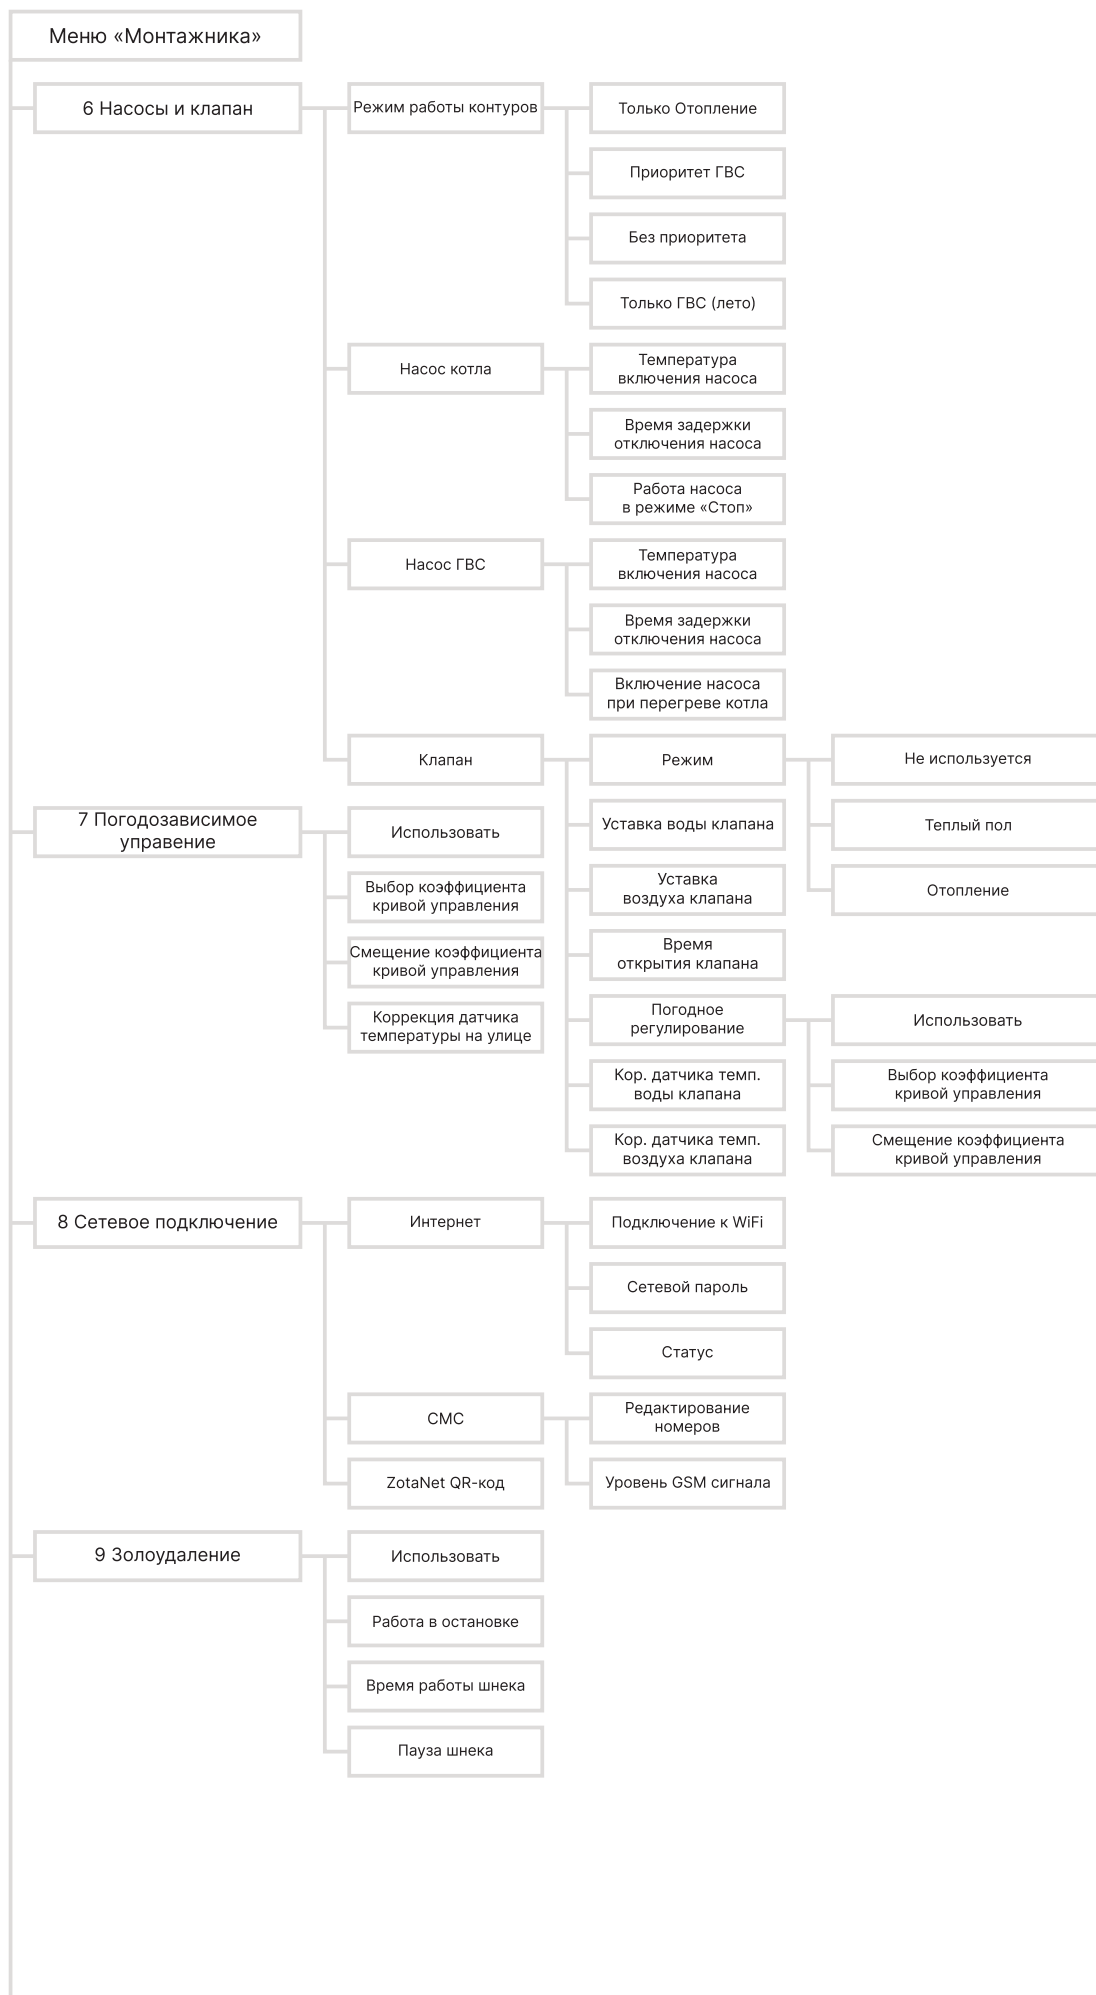 Меню «Монтажника»
6 Насосы и клапан
Режим работы контуров
Только Отопление
Приоритет ГВС
Без приоритета
Только ГВС (лето)
Насос котла
Температура
включения насоса
Время задержки
отключения насоса
Работа насоса
в режиме «Стоп»
Насос ГВС
Температура
включения насоса
Время задержки
отключения насоса
Включение насоса
при перегреве котла
Клапан
Режим
Не используется
Теплый пол
Отопление
Уставка воды клапана
Уставка
воздуха клапана
Время
открытия клапана
Погодное
регулирование
Использовать
Выбор коэффициента
кривой управления
Смещение коэффициента
кривой управления
Кор. датчика темп.
воды клапана
Кор. датчика темп.
воздуха клапана
7 Погодозависимое
управение
Использовать
Выбор коэффициента
кривой управления
Смещение коэффициента
кривой управления
Коррекция датчика
температуры на улице
8 Сетевое подключение
Интернет
Подключение к WiFi
Сетевой пароль
Статус
СМС
Редактирование
номеров
Уровень GSM сигнала
ZotaNet QR-код
9 Золоудаление
Использовать
Работа в остановке
Время работы шнека
Пауза шнека